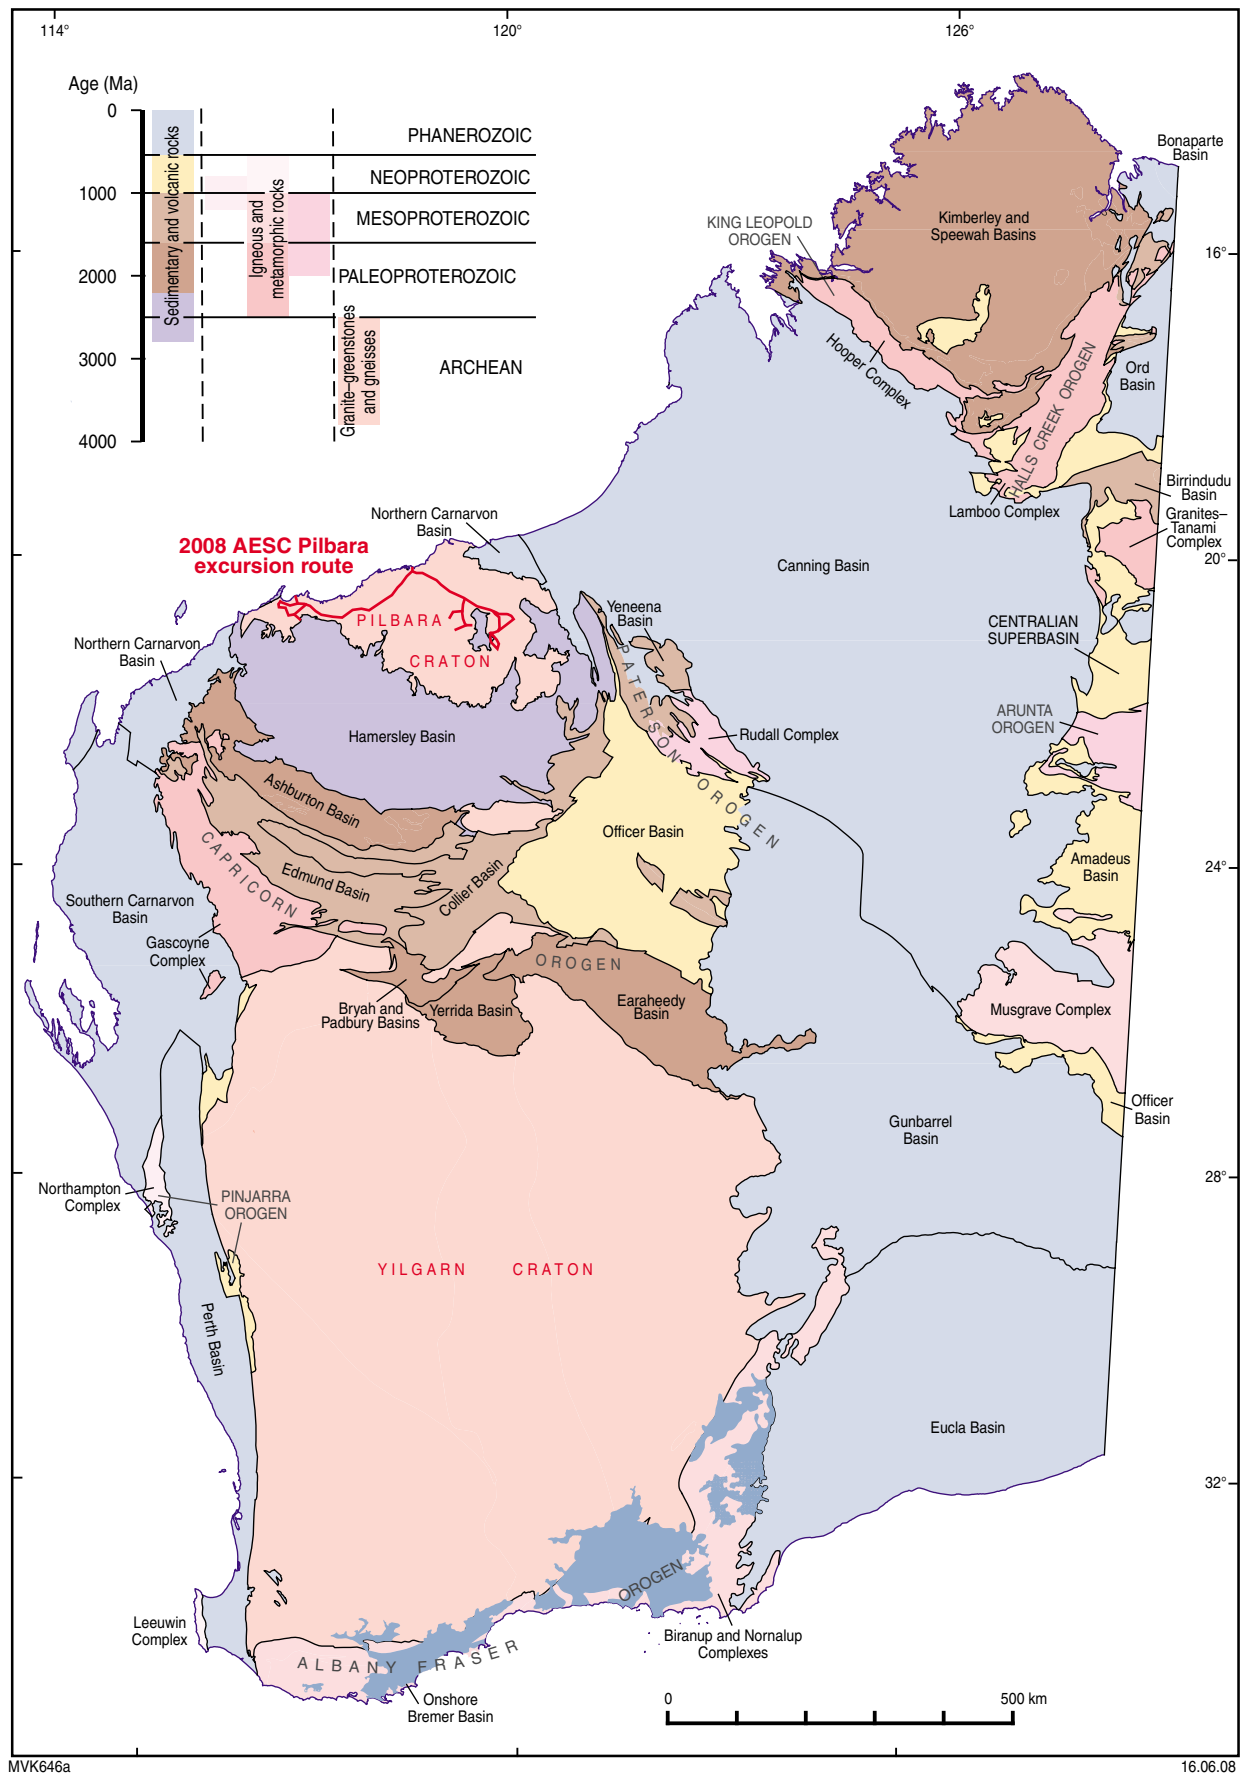 114°
120°
126°
Age (Ma)
0
1000
2000
3000
4000
Sedimentary and volcanic rocks
Igneous and
metamorphic rocks
Granite–greenstones
and gneisses
PHANEROZOIC
NEOPROTEROZOIC
MESOPROTEROZOIC
PALEOPROTEROZOIC
ARCHEAN
Bonaparte
Basin
KING LEOPOLD
OROGEN
Kimberley and
Speewah Basins
16°
Hooper Complex
HALLS CREEK OROGEN
Ord
Basin
Lamboo Complex
Birrindudu
Basin
Granites–
Tanami
Complex
Northern Carnarvon
Basin
2008 AESC Pilbara
excursion route
Canning Basin
20°
PILBARA
CRATON
Yeneena
Basin
CENTRALIAN
SUPERBASIN
Northern Carnarvon
Basin
PATERSON OROGEN
ARUNTA
OROGEN
Hamersley Basin
Rudall Complex
Ashburton Basin
Officer Basin
CAPRICORN
Edmund Basin
Collier Basin
Amadeus
Basin
24°
Southern Carnarvon
Basin
Gascoyne
Complex
OROGEN
Bryah and
Padbury Basins
Yerrida Basin
Earaheedy
Basin
Musgrave Complex
Officer
Basin
Gunbarrel
Basin
28°
Northampton
Complex
PINJARRA
OROGEN
YILGARN CRATON
Perth Basin
Eucla Basin
32°
Leeuwin
Complex
OROGEN
Biranup and Nornalup
Complexes
ALBANY FRASER
Onshore
Bremer Basin
0
500 km
MVK646a
16.06.08